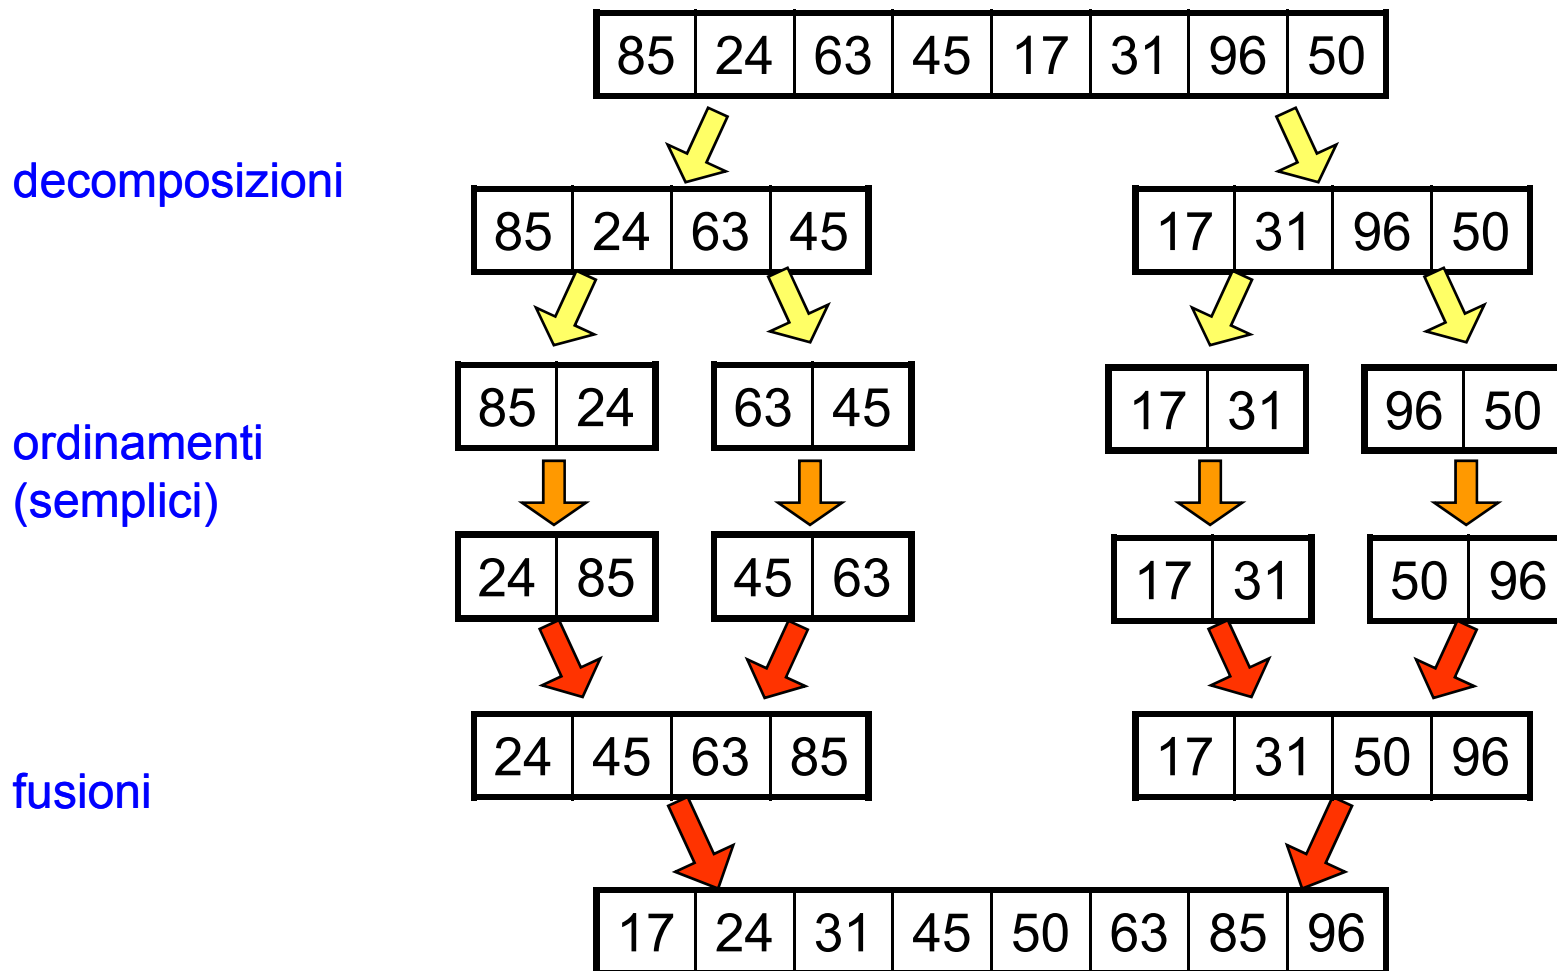 85 24 63 45 17 31 96 50
decomposizioni
85 24 63 45 17 31 96 50
85 24 63 45 17 31 96 50
ordinamenti
(semplici)
24 85 45 63 17 31 50 96
24 45 63 85 17 31 50 96
fusioni
17 24 31 45 50 63 85 96